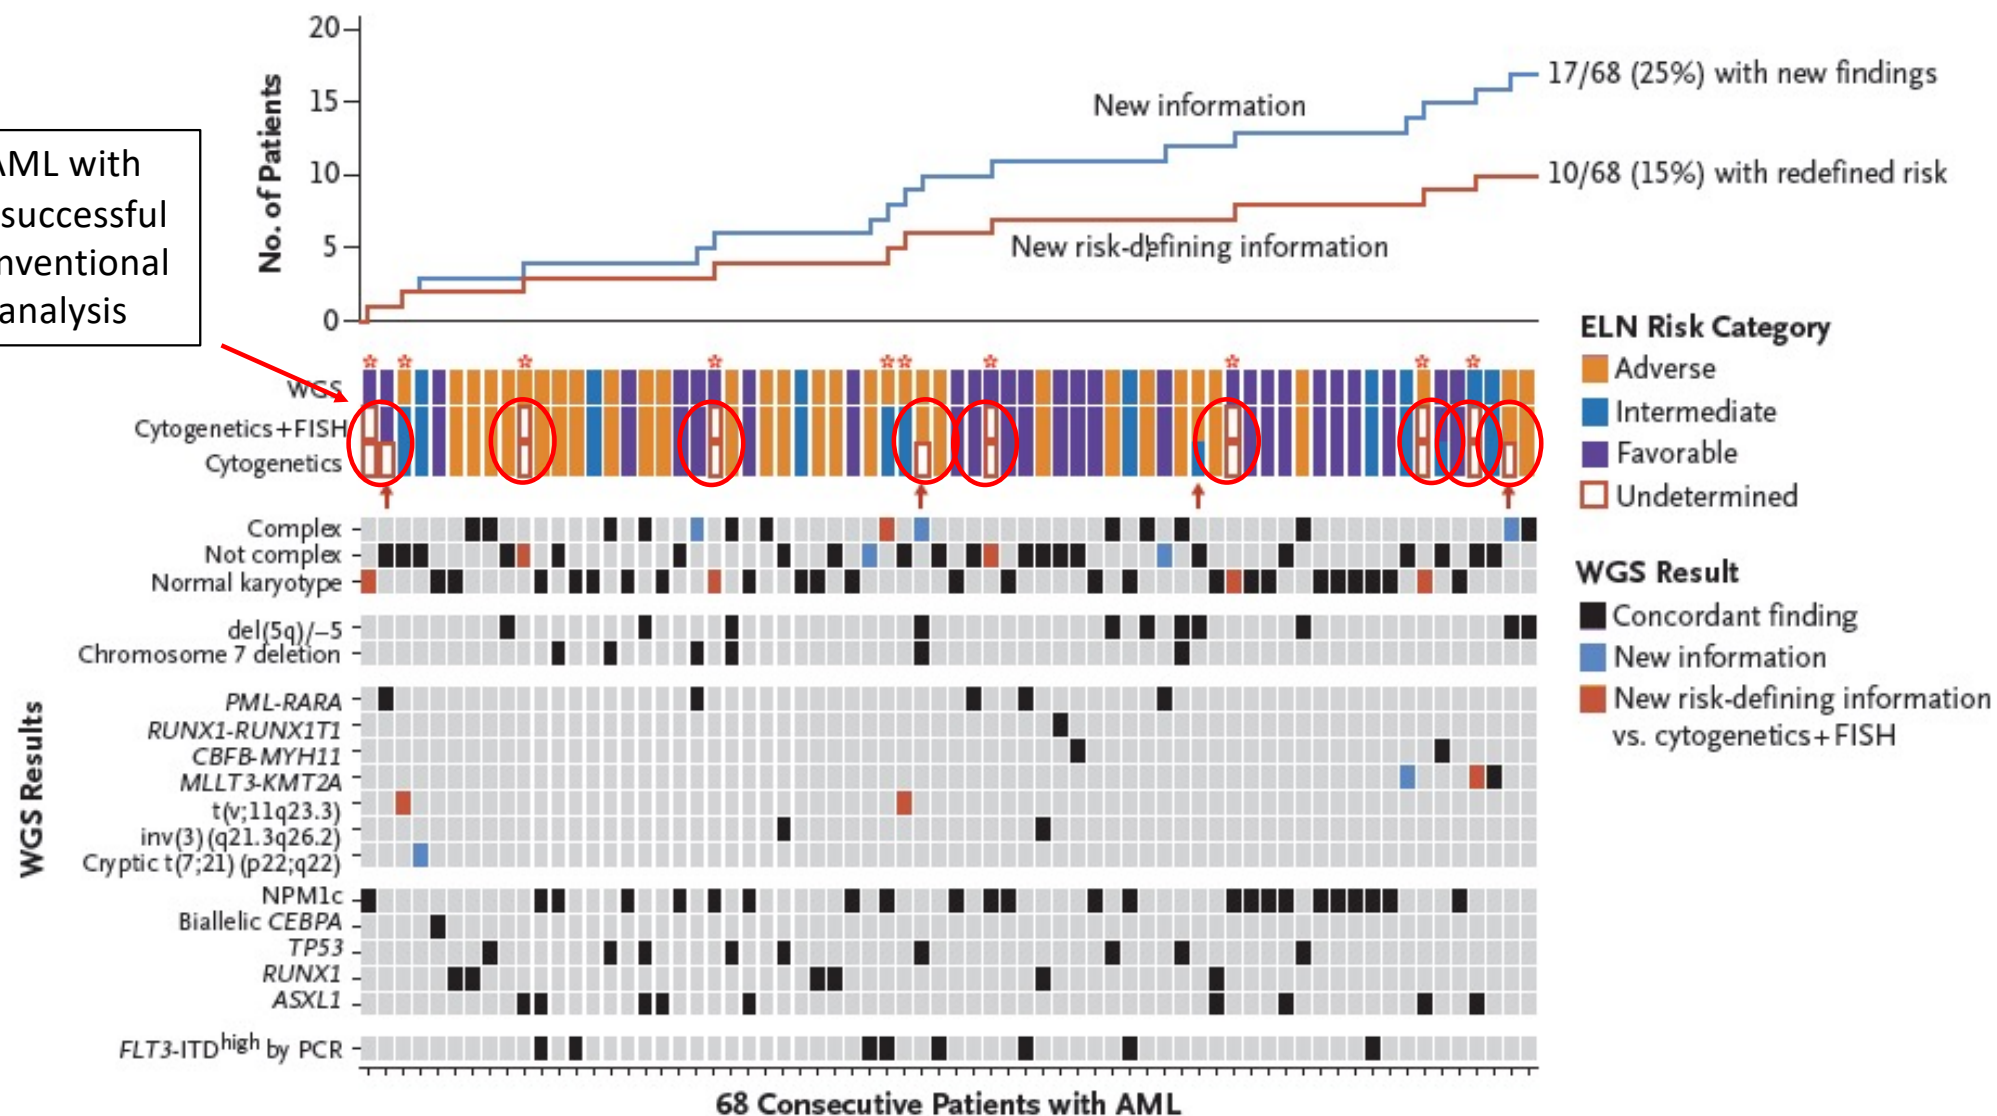 20
15
10
5
0
No. of Patients
New information
17/68 (25%) with new findings
10/68 (15%) with redefined risk
New risk-defining information
AML with
successful
nventional
analysis
WGS
Cytogenetics+FISH
Cytogenetics
* * * * ** * * * *
ELN Risk Category
Adverse
Intermediate
Favorable
Undetermined
WGS Result
Concordant finding
New information
New risk-defining information
vs. cytogenetics+FISH
WGS Results
Complex
Not complex
Normal karyotype
del(5q)/–5
Chromosome 7 deletion
PML-RARA
RUNX1-RUNX1T1
CBFB-MYH11
MLLT3-KMT2A
t(v;11q23.3)
inv(3)(q21.3q26.2)
Cryptic t(7;21)(p22;q22)
NPM1c
Biallelic CEBPA
TP53
RUNX1
ASXL1
FLT3-ITDhigh by PCR
68 Consecutive Patients with AML